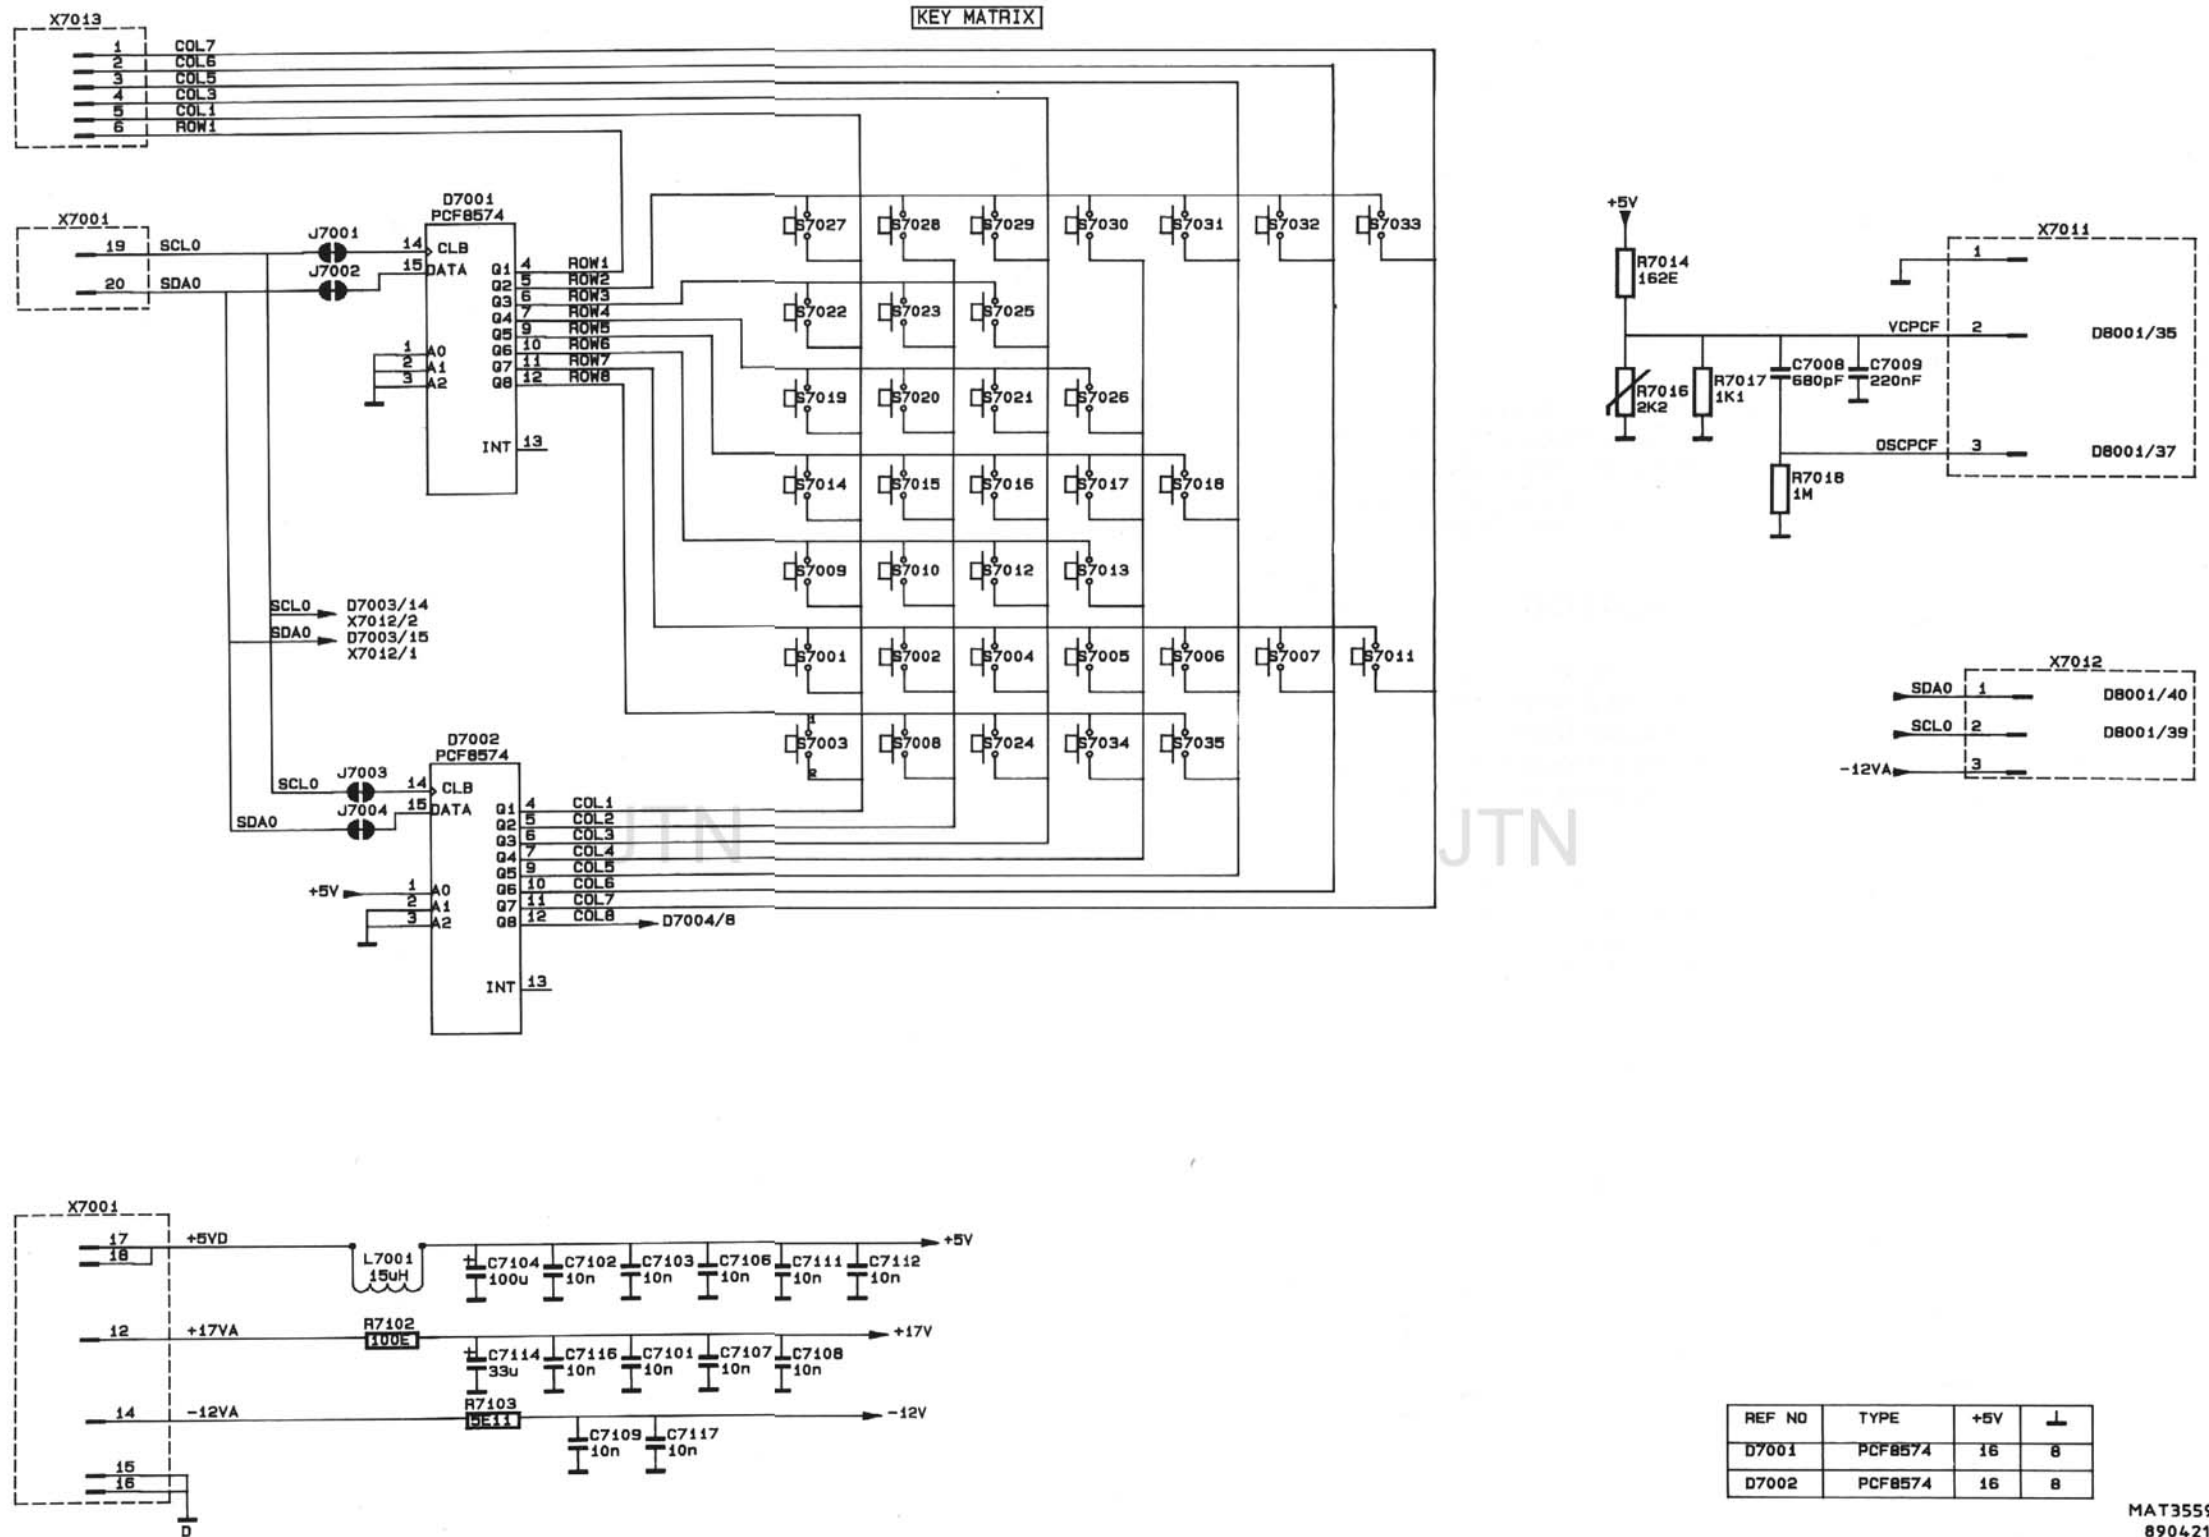 KEY MATRIX
X7013
1 COL7
2 COL6
3 COL5
4 COL3
5 COL1
6 ROW1
X7001
19 SCL0
20 SDA0
J7001
J7002
D7001
PCF8574
14 CLB
15 DATA
Q1 4 ROW1
Q2 5 ROW2
Q3 6 ROW3
Q4 7 ROW4
Q5 9 ROW5
Q6 10 ROW6
Q7 11 ROW7
Q8 12 ROW8
1 A0
2 A1
3 A2
INT 13
S7027 S7028 S7029 S7030 S7031 S7032 S7033
S7022 S7023 S7025
S7019 S7020 S7021 S7026
S7014 S7015 S7016 S7017 S7018
S7009 S7010 S7012 S7013
S7001 S7002 S7004 S7005 S7006 S7007 S7011
1
S7003 S7008 S7024 S7034 S7035
2
SCL0 D7003/14
X7012/2
SDA0 D7003/15
X7012/1
D7002
PCF8574
SCL0 J7003 14 CLB
SDA0 J7004 15 DATA
Q1 4 COL1
Q2 5 COL2
Q3 6 COL3
Q4 7 COL4
Q5 9 COL5
Q6 10 COL6
Q7 11 COL7
Q8 12 COL8 D7004/8
+5V 1 A0
2 A1
3 A2
INT 13
JTN
JTN
+5V
R7014
162E
R7016
2K2
R7017
1K1
C7008
680pF
C7009
220nF
R7018
1M
X7011
1
VCPCF 2 D8001/35
OSCPCF 3 D8001/37
X7012
SDA0 1 D8001/40
SCL0 2 D8001/39
-12VA 3
X7001
17 +5VD
18
L7001
15uH
+ C7104 C7102 C7103 C7106 C7111 C7112
100u 10n 10n 10n 10n 10n
+5V
12 +17VA
R7102
100E
+ C7114 C7116 C7101 C7107 C7108
33u 10n 10n 10n 10n
+17V
14 -12VA
R7103
5E11
C7109 C7117
10n 10n
-12V
15
16
D
REF NO TYPE +5V ⊥
D7001 PCF8574 16 8
D7002 PCF8574 16 8
MAT3559
890421